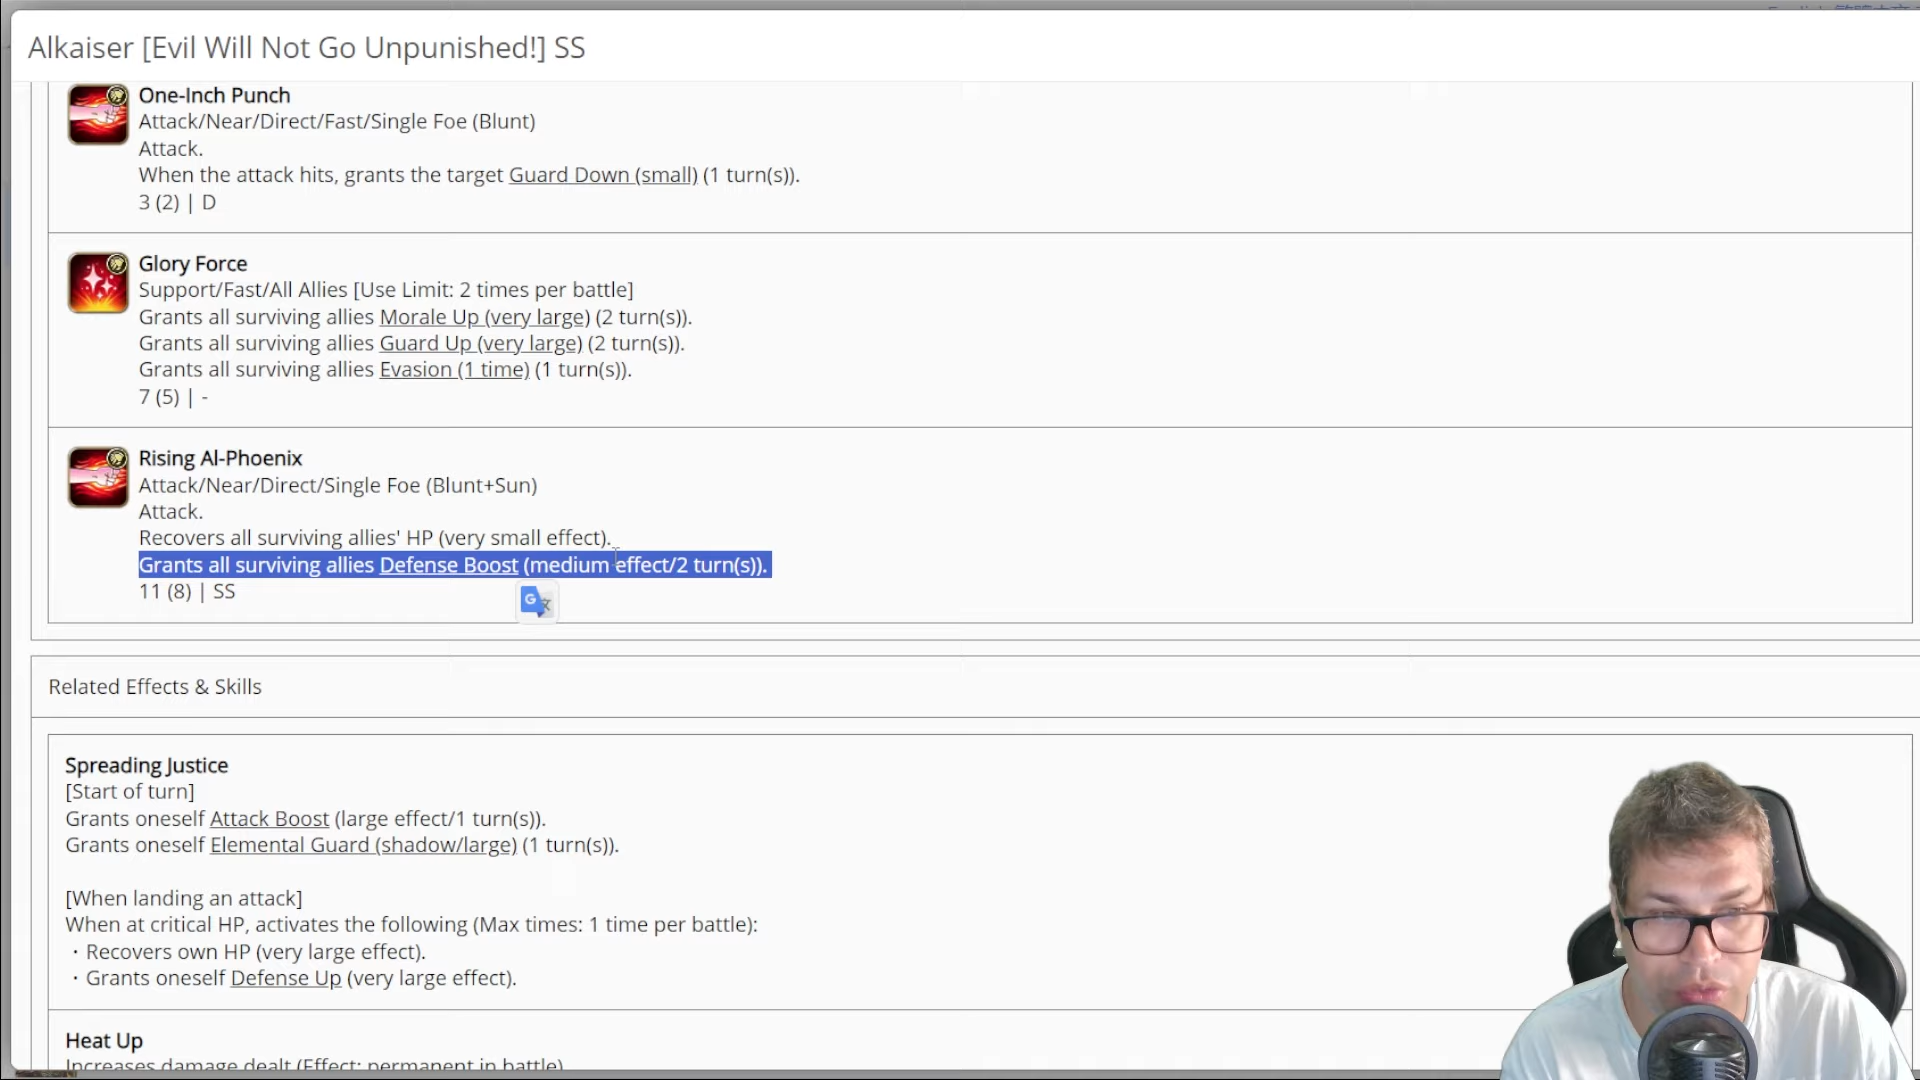 Alkaiser [Evil Will Not Go Unpunished!] SS
One-Inch Punch
Attack/Near/Direct/Fast/Single Foe (Blunt)
Attack.
When the attack hits, grants the target Guard Down (small) (1 turn(s)).
3 (2) | D
Glory Force
Support/Fast/All Allies [Use Limit: 2 times per battle]
Grants all surviving allies Morale Up (very large) (2 turn(s)).
Grants all surviving allies Guard Up (very large) (2 turn(s)).
Grants all surviving allies Evasion (1 time) (1 turn(s)).
7 (5) | -
Rising Al-Phoenix
Attack/Near/Direct/Single Foe (Blunt+Sun)
Attack.
Recovers all surviving allies' HP (very small effect).
Grants all surviving allies Defense Boost (medium effect/2 turn(s)).
11 (8) | SS
Related Effects & Skills
Spreading Justice
[Start of turn]
Grants oneself Attack Boost (large effect/1 turn(s)).
Grants oneself Elemental Guard (shadow/large) (1 turn(s)).
[When landing an attack]
When at critical HP, activates the following (Max times: 1 time per battle):
・Recovers own HP (very large effect).
・Grants oneself Defense Up (very large effect).
Heat Up
Increases damage dealt (Effect: permanent in battle)